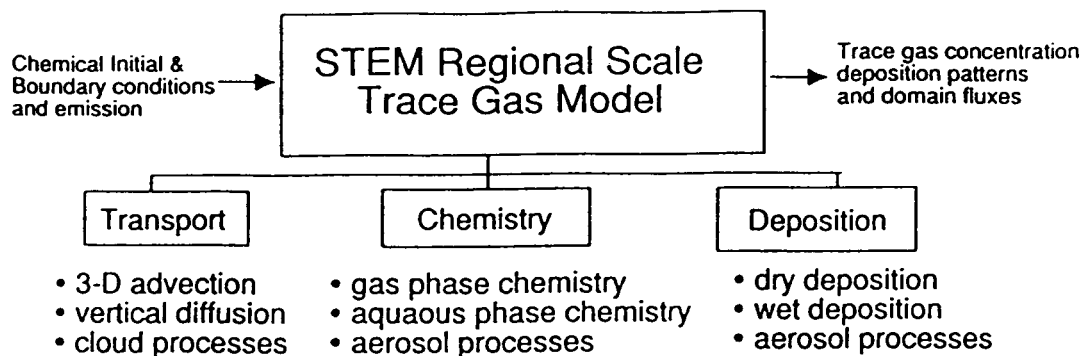 Chemical Initial &
Boundary conditions
and emission
STEM Regional Scale
Trace Gas Model
Trace gas concentration
deposition patterns
and domain fluxes
Transport
• 3-D advection
• vertical diffusion
• cloud processes
Chemistry
• gas phase chemistry
• aquaous phase chemistry
• aerosol processes
Deposition
• dry deposition
• wet deposition
• aerosol processes